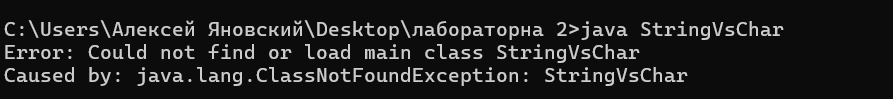 C:\Users\Алексей Яновский\Desktop\лабораторна 2>java StringVsChar
Error: Could not find or load main class StringVsChar
Caused by: java.lang.ClassNotFoundException: StringVsChar